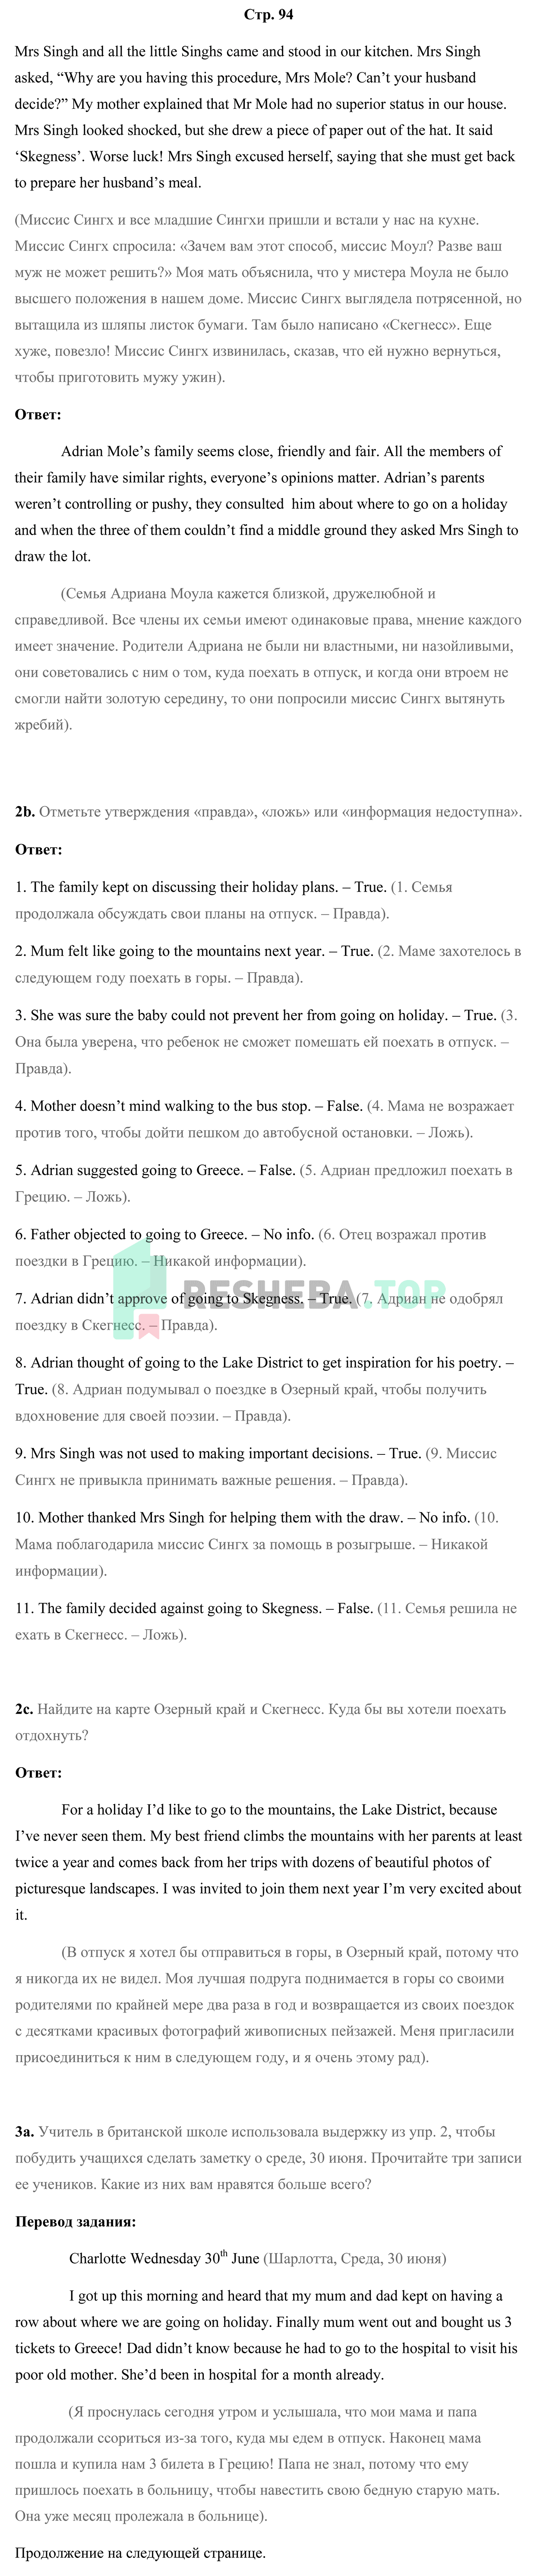 Стр. 94
Mrs Singh and all the little Singhs came and stood in our kitchen. Mrs Singh
asked, “Why are you having this procedure, Mrs Mole? Can’t your husband
decide?” My mother explained that Mr Mole had no superior status in our house.
Mrs Singh looked shocked, but she drew a piece of paper out of the hat. It said
‘Skegness’. Worse luck! Mrs Singh excused herself, saying that she must get back
to prepare her husband’s meal.
(Миссис Сингх и все младшие Сингхи пришли и встали у нас на кухне.
Миссис Сингх спросила: «Зачем вам этот способ, миссис Моул? Разве ваш
муж не может решить?» Моя мать объяснила, что у мистера Моула не было
высшего положения в нашем доме. Миссис Сингх выглядела потрясенной, но
вытащила из шляпы листок бумаги. Там было написано «Скегнесс». Еще
хуже, повезло! Миссис Сингх извинилась, сказав, что ей нужно вернуться,
чтобы приготовить мужу ужин).
Ответ:
Adrian Mole’s family seems close, friendly and fair. All the members of
their family have similar rights, everyone’s opinions matter. Adrian’s parents
weren’t controlling or pushy, they consulted  him about where to go on a holiday
and when the three of them couldn’t find a middle ground they asked Mrs Singh to
draw the lot.
(Семья Адриана Моула кажется близкой, дружелюбной и
справедливой. Все члены их семьи имеют одинаковые права, мнение каждого
имеет значение. Родители Адриана не были ни властными, ни назойливыми,
они советовались с ним о том, куда поехать в отпуск, и когда они втроем не
смогли найти золотую середину, то они попросили миссис Сингх вытянуть
жребий).
2b. Отметьте утверждения «правда», «ложь» или «информация недоступна».
Ответ:
1. The family kept on discussing their holiday plans. – True. (1. Семья
продолжала обсуждать свои планы на отпуск. – Правда).
2. Mum felt like going to the mountains next year. – True. (2. Маме захотелось в
следующем году поехать в горы. – Правда).
3. She was sure the baby could not prevent her from going on holiday. – True. (3.
Она была уверена, что ребенок не сможет помешать ей поехать в отпуск. –
Правда).
4. Mother doesn’t mind walking to the bus stop. – False. (4. Мама не возражает
против того, чтобы дойти пешком до автобусной остановки. – Ложь).
5. Adrian suggested going to Greece. – False. (5. Адриан предложил поехать в
Грецию. – Ложь).
6. Father objected to going to Greece. – No info. (6. Отец возражал против
поездки в Грецию. – Никакой информации).
7. Adrian didn’t approve of going to Skegness. – True. (7. Адриан не одобрял
RESHEBA.TOP
поездку в Скегнесс. – Правда).
8. Adrian thought of going to the Lake District to get inspiration for his poetry. –
True. (8. Адриан подумывал о поездке в Озерный край, чтобы получить
вдохновение для своей поэзии. – Правда).
9. Mrs Singh was not used to making important decisions. – True. (9. Миссис
Сингх не привыкла принимать важные решения. – Правда).
10. Mother thanked Mrs Singh for helping them with the draw. – No info. (10.
Мама поблагодарила миссис Сингх за помощь в розыгрыше. – Никакой
информации).
11. The family decided against going to Skegness. – False. (11. Семья решила не
ехать в Скегнесс. – Ложь).
2c. Найдите на карте Озерный край и Скегнесс. Куда бы вы хотели поехать
отдохнуть?
Ответ:
For a holiday I’d like to go to the mountains, the Lake District, because
I’ve never seen them. My best friend climbs the mountains with her parents at least
twice a year and comes back from her trips with dozens of beautiful photos of
picturesque landscapes. I was invited to join them next year I’m very excited about
it.
(В отпуск я хотел бы отправиться в горы, в Озерный край, потому что
я никогда их не видел. Моя лучшая подруга поднимается в горы со своими
родителями по крайней мере два раза в год и возвращается из своих поездок
с десятками красивых фотографий живописных пейзажей. Меня пригласили
присоединиться к ним в следующем году, и я очень этому рад).
3a. Учитель в британской школе использовала выдержку из упр. 2, чтобы
побудить учащихся сделать заметку о среде, 30 июня. Прочитайте три записи
ее учеников. Какие из них вам нравятся больше всего?
Перевод задания:
Charlotte Wednesday 30th June (Шарлотта, Среда, 30 июня)
I got up this morning and heard that my mum and dad kept on having a
row about where we are going on holiday. Finally mum went out and bought us 3
tickets to Greece! Dad didn’t know because he had to go to the hospital to visit his
poor old mother. She’d been in hospital for a month already.
(Я проснулась сегодня утром и услышала, что мои мама и папа
продолжали ссориться из-за того, куда мы едем в отпуск. Наконец мама
пошла и купила нам 3 билета в Грецию! Папа не знал, потому что ему
пришлось поехать в больницу, чтобы навестить свою бедную старую мать.
Она уже месяц пролежала в больнице).
Продолжение на следующей странице.